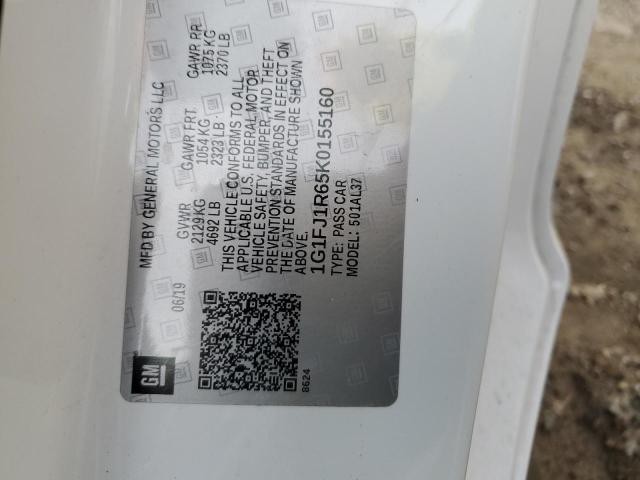 MFD BY GENERAL MOTORS LLC
06/19
GVWR GAWR FRT GAWR RR
2129 KG 1054 KG 1075 KG
4692 LB 2323 LB 2370 LB
THIS VEHICLE CONFORMS TO ALL
APPLICABLE U.S. FEDERAL MOTOR
VEHICLE SAFETY, BUMPER, AND THEFT
PREVENTION STANDARDS IN EFFECT ON
THE DATE OF MANUFACTURE SHOWN
ABOVE.
1G1FJ1R65K0155160
TYPE: PASS CAR
MODEL: 501AL37
GM
8624